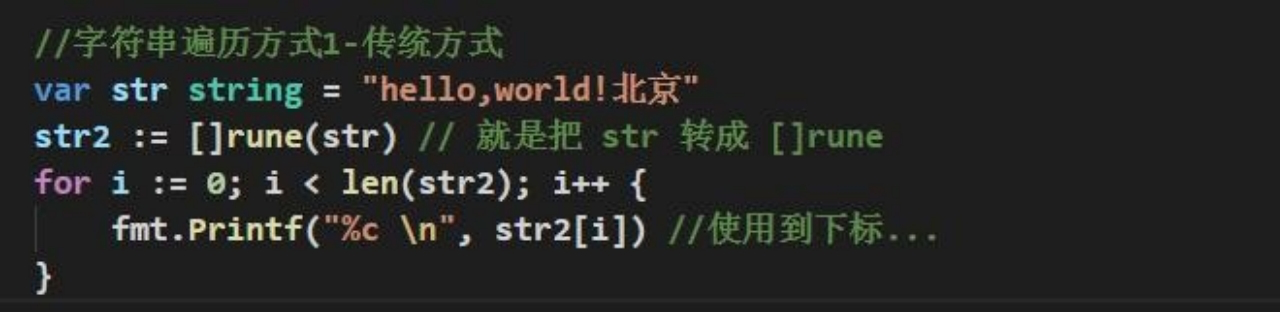 //字符串遍历方式1-传统方式
var str string = "hello,world!北京"
str2 := []rune(str) // 就是把 str 转成 []rune
for i := 0; i < len(str2); i++ {
    fmt.Printf("%c \n", str2[i]) //使用到下标...
}